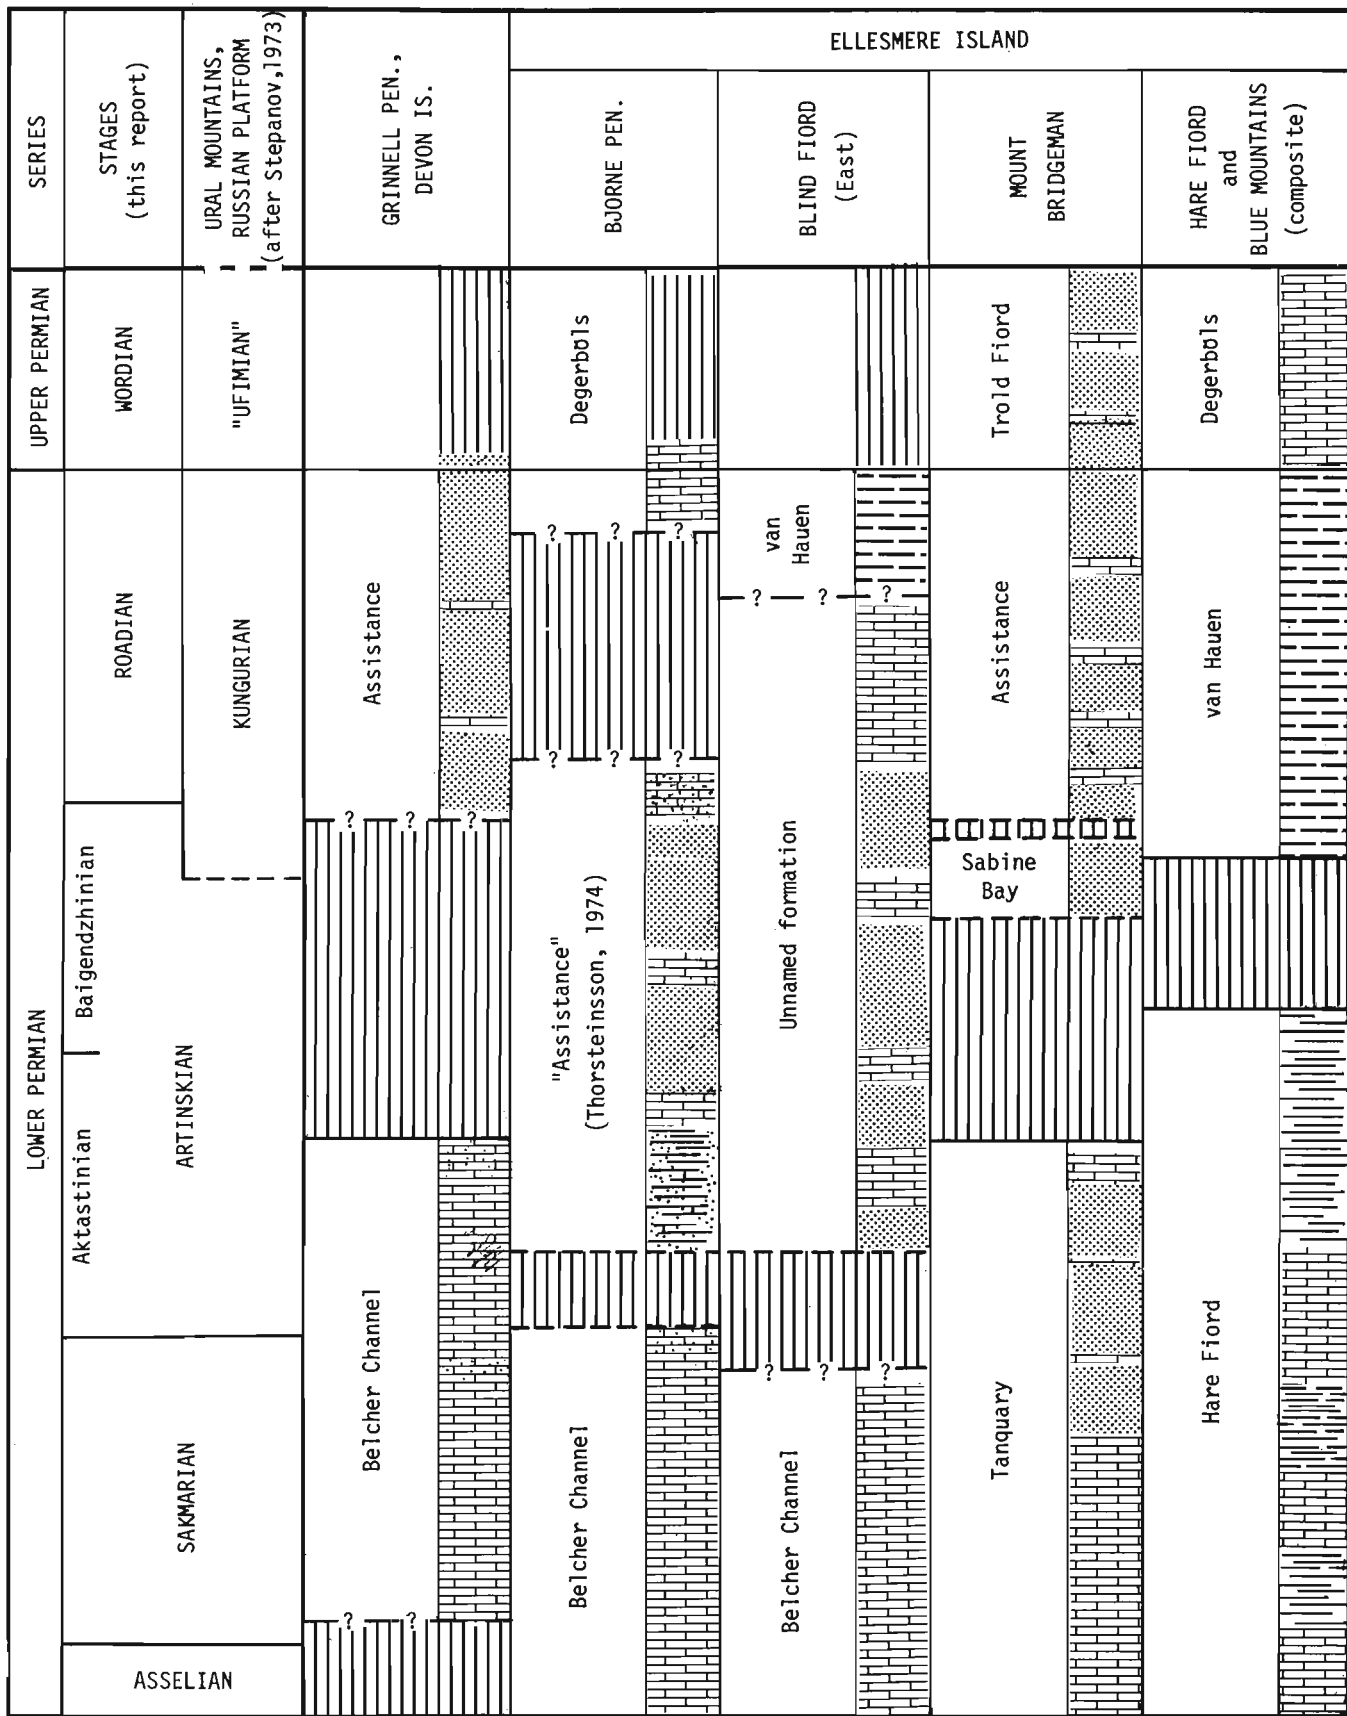 SERIES
STAGES
(this report)
URAL MOUNTAINS,
RUSSIAN PLATFORM
(after Stepanov,1973)
GRINNELL PEN.,
DEVON IS.
ELLESMERE ISLAND
BJORNE PEN.
BLIND FIORD
(East)
MOUNT
BRIDGEMAN
HARE FIORD
and
BLUE MOUNTAINS
(composite)
UPPER PERMIAN
WORDIAN
"UFIMIAN"
Degerböls
Trold Fiord
Degerböls
LOWER PERMIAN
ROADIAN
KUNGURIAN
Assistance
? ? ?
? ? ?
van
Hauen
? ? ?
Assistance
van Hauen
Baigendzhinian
Aktastinian
ARTINSKIAN
? ? ?
"Assistance"
(Thorsteinsson, 1974)
Unnamed formation
Sabine
Bay
SAKMARIAN
Belcher Channel
? ?
Belcher Channel
? ? ?
Belcher Channel
Tanquary
Hare Fiord
ASSELIAN